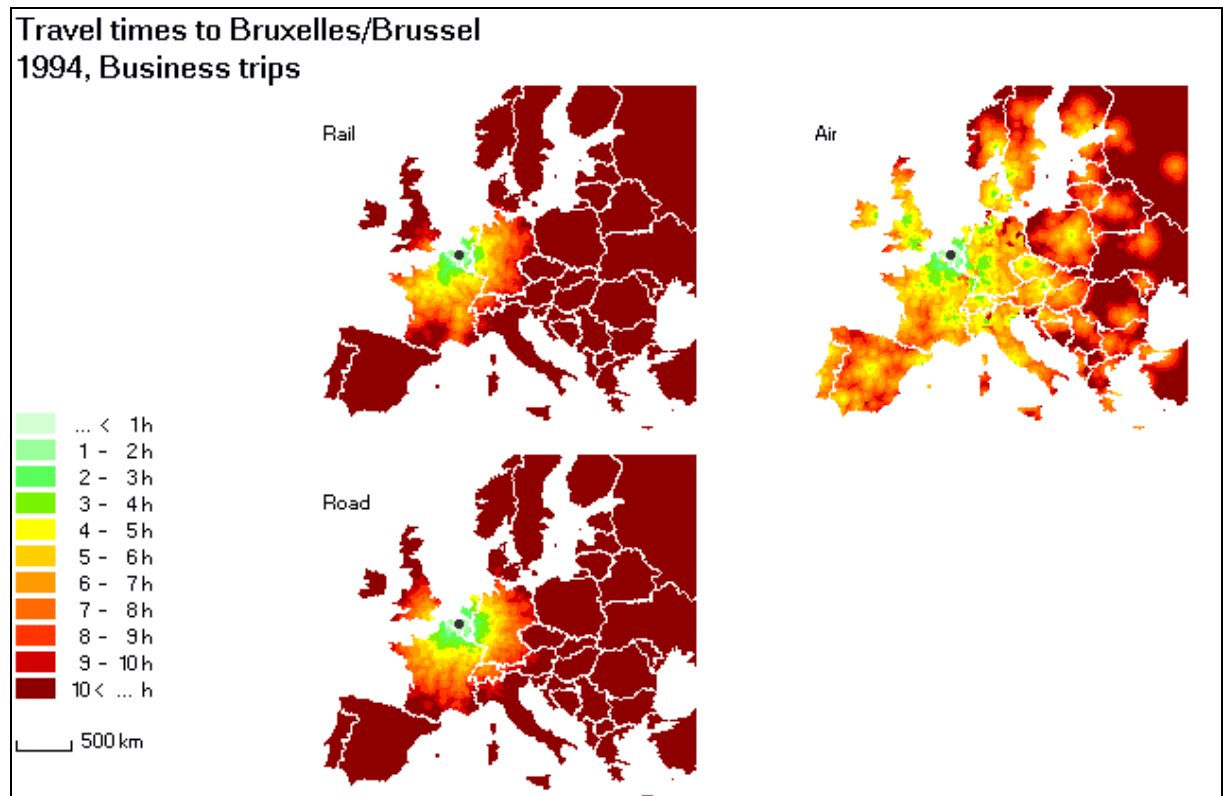 Travel times to Bruxelles/Brussel
1994, Business trips
Rail
Air
Road
... < 1h
1 - 2h
2 - 3h
3 - 4h
4 - 5h
5 - 6h
6 - 7h
7 - 8h
8 - 9h
9 - 10h
10 < ... h
500 km